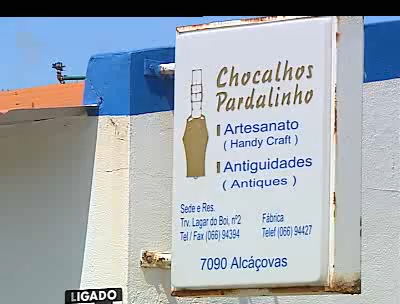 Chocalhos
Pardalinho
Artesanato
( Handy Craft )
Antiguidades
( Antiques )
Sede e Res.
Trv. Lagar do Boi, nº2
Tel / Fax (066) 94394
Fábrica
Telef (066) 94427
7090 Alcáçovas
LIGADO